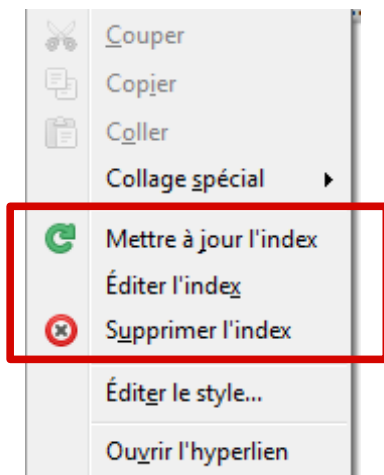 Couper
Copier
Coller
Collage spécial
Mettre à jour l'index
Éditer l'index
Supprimer l'index
Éditer le style...
Ouvrir l'hyperlien